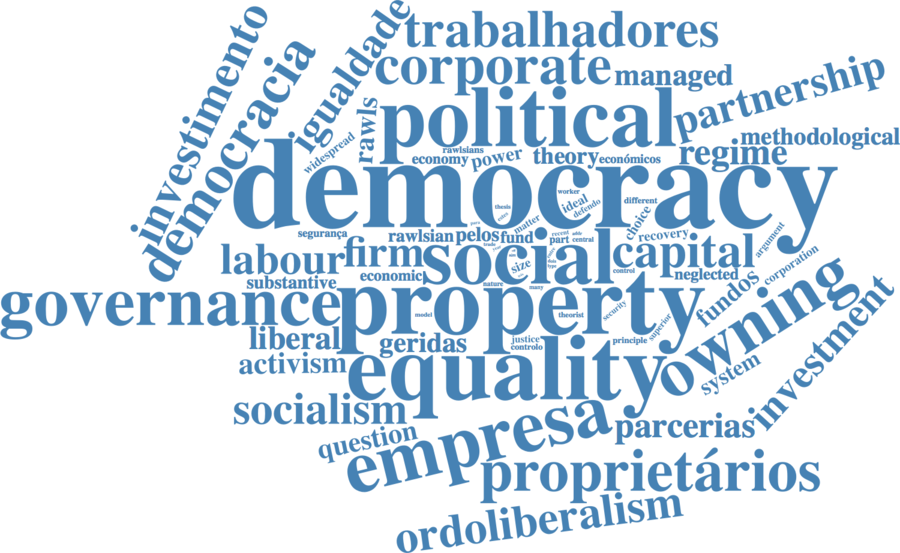 investimento
democracia
igualdade
trabalhadores
corporate
managed
partnership
political
rawls
widespread
methodological
rawlsians
economy
power
theory
económicos
regime
democracy
worker
thesis
ideal
defendo
different
choice
matter
segurança
rawlsian
pelos
fund
recent
part
central
recovery
argument
labour
firm
social
capital
size
type
control
neglected
corporation
substantive
economic
nature
many
fundos
governance
property
model
theorist
security
superior
owning
investment
liberal
geridas
justice
controlo
principle
activism
equality
system
socialism
question
empresa
parcerias
proprietários
ordoliberalism